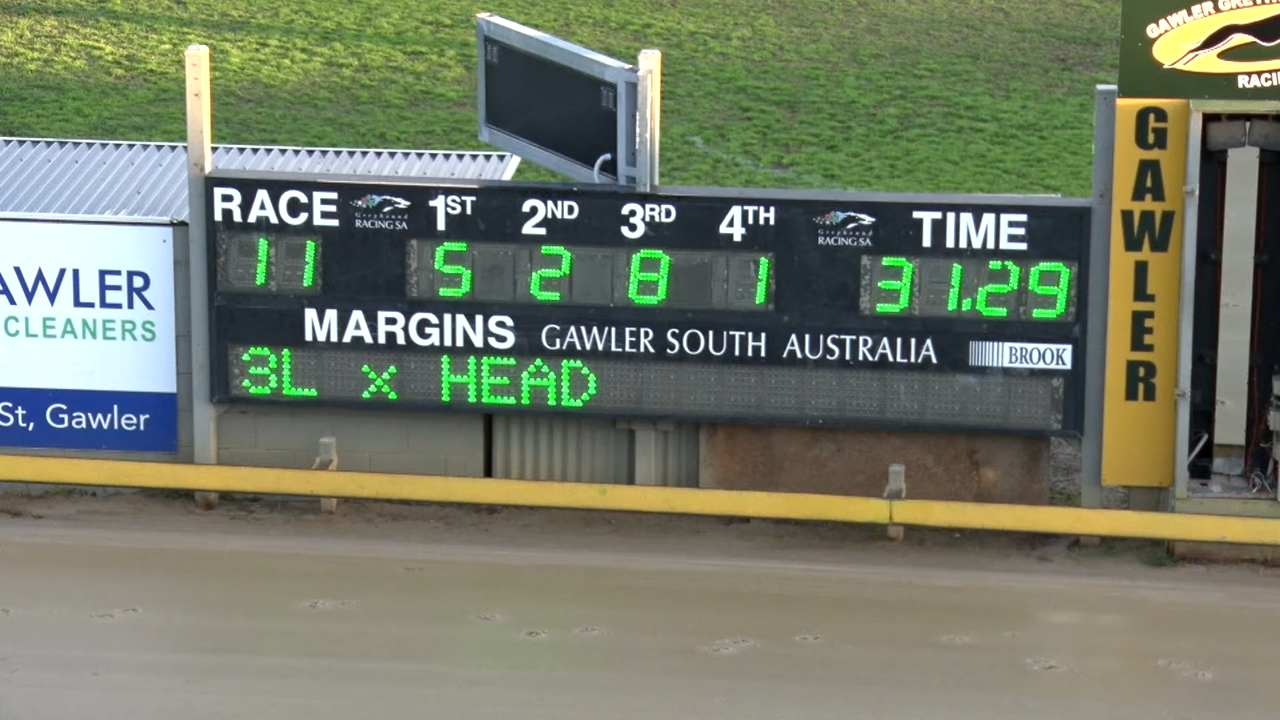 GAWLER GREY
RACI
RACE 1ST 2ND 3RD 4TH TIME
Greyhound RACING SA
Greyhound RACING SA
11 5 2 8 1 31.29
MARGINS GAWLER SOUTH AUSTRALIA BROOK
3L x HEAD
AWLER
CLEANERS
St, Gawler
GAWLER